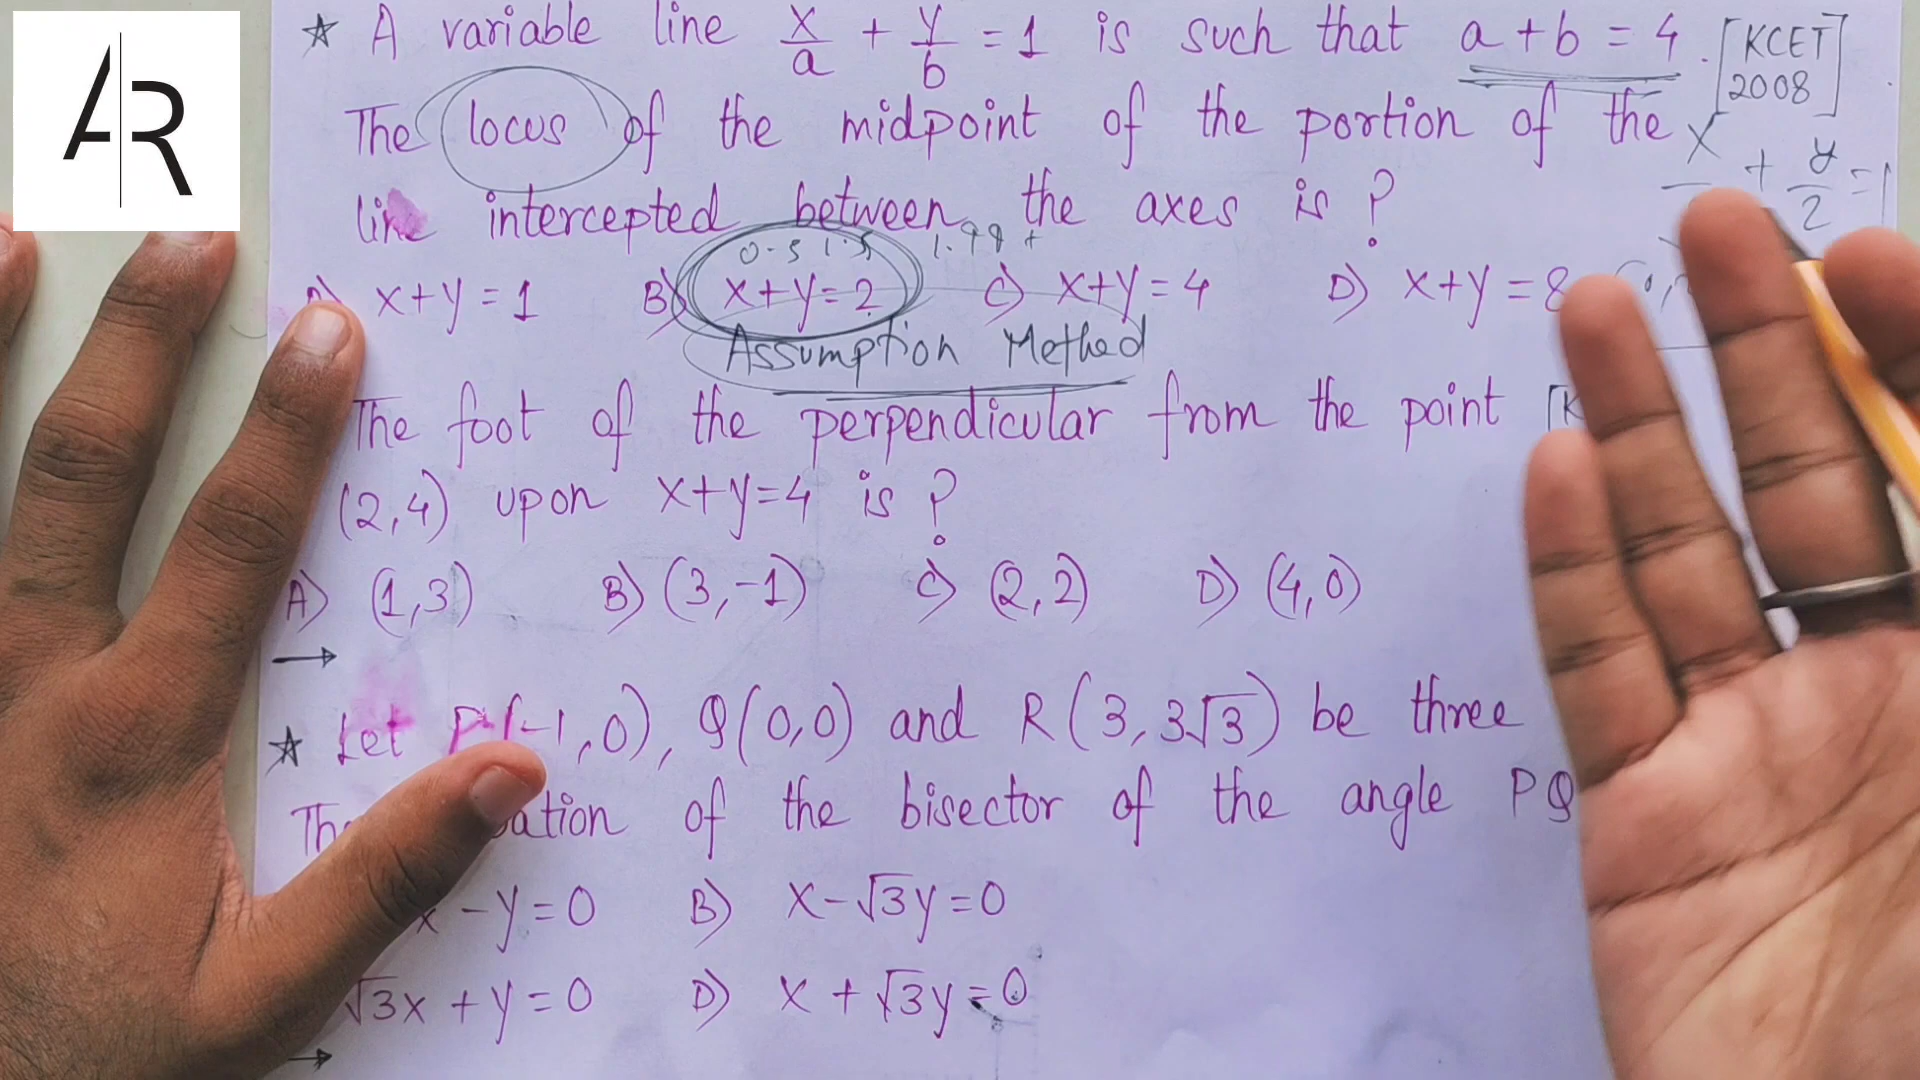 AR
★ A variable line x/a + y/b = 1 is such that a + b = 4. [KCET 2008]
The locus of the midpoint of the portion of the
x + y/2 = 1
line intercepted between the axes is ?
0.5 1.5 1.99 +
A) x+y = 1 B) x+y = 2 C) x+y = 4 D) x+y = 8
Assumption Method
The foot of the perpendicular from the point [K
(2,4) upon x+y=4 is ?
A) (1,3) B) (3,-1) C) (2,2) D) (4,0)
→
★ Let P(-1,0), Q(0,0) and R(3, 3√3) be three
of the bisector of the angle PQ
x - y = 0 B) x-√3y = 0
√3x + y = 0 D) x + √3y = 0
→